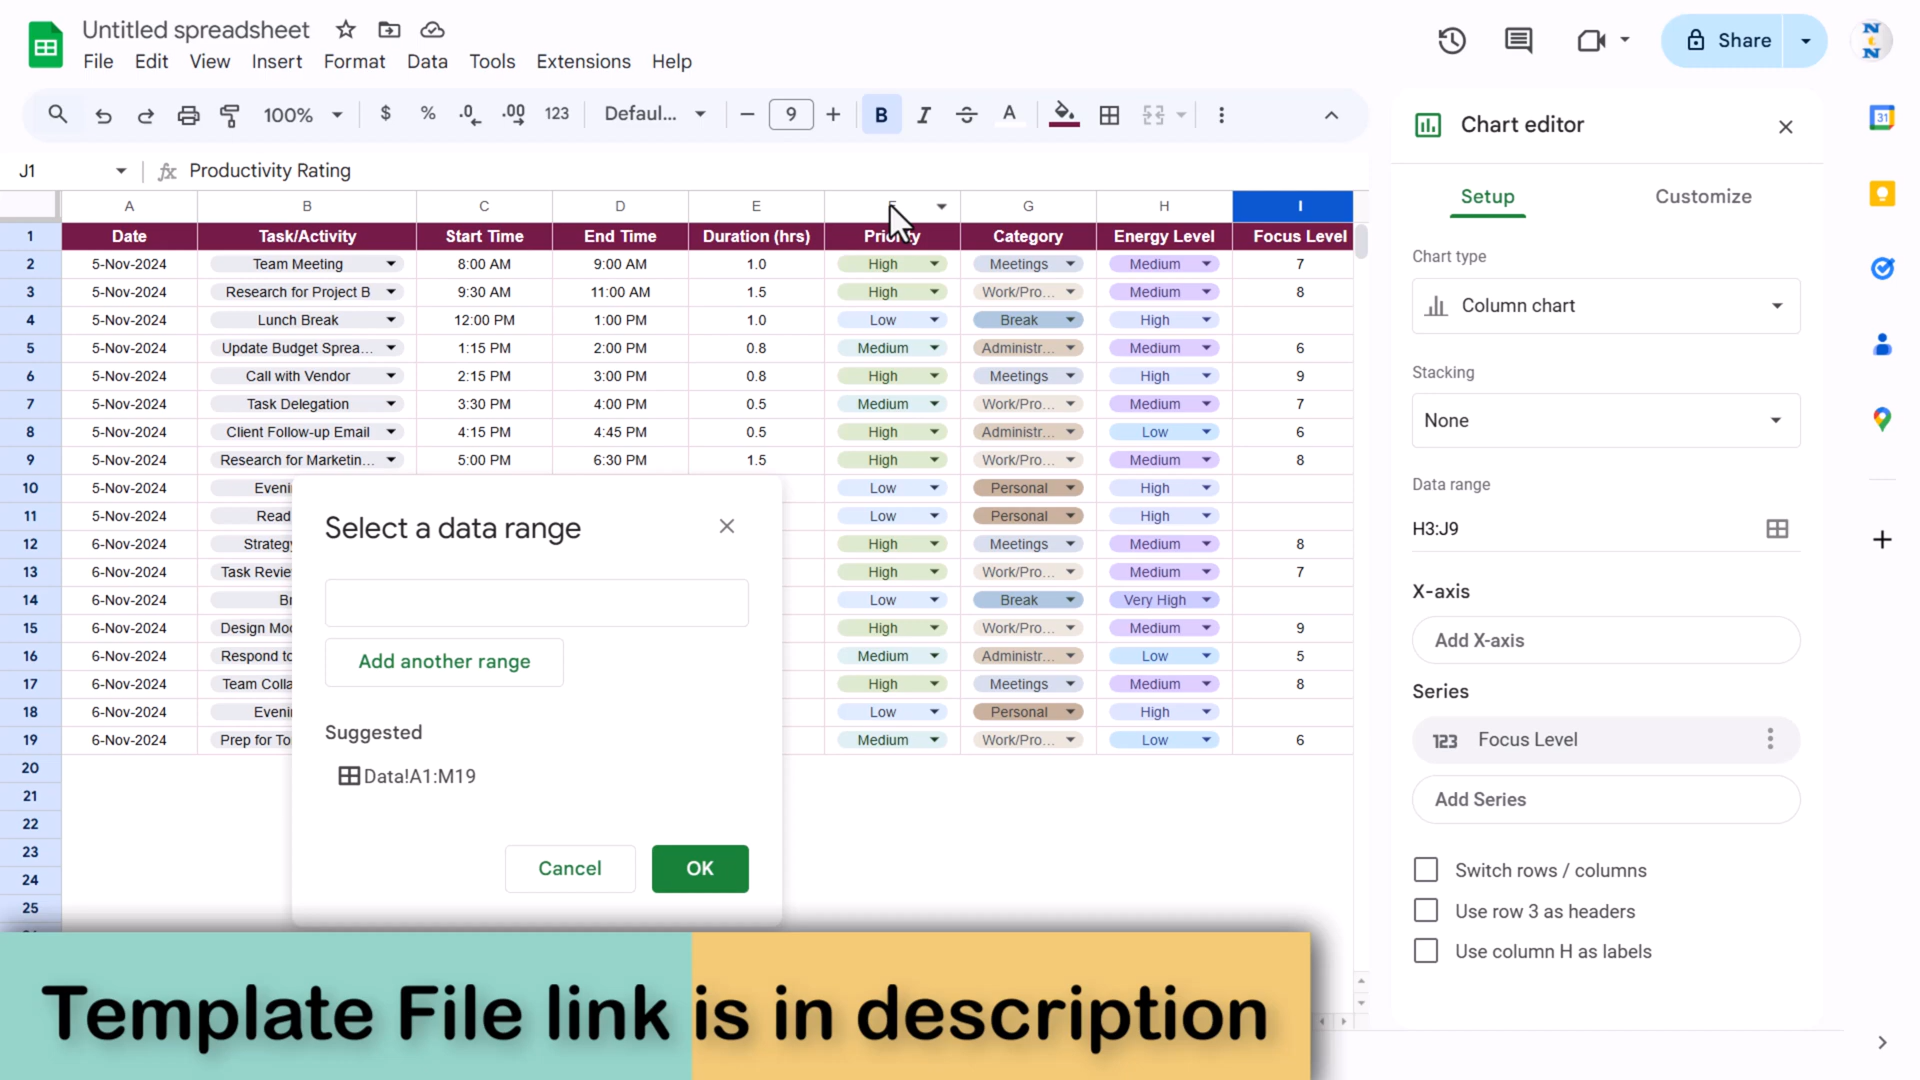 Untitled spreadsheet
File Edit View Insert Format Data Tools Extensions Help
Share
100% $ % .0 .00 123 Defaul... 9 B I A
J1 fx Productivity Rating
A B C D E G H I
1 Date Task/Activity Start Time End Time Duration (hrs) Priority Category Energy Level Focus Level
2 5-Nov-2024 Team Meeting 8:00 AM 9:00 AM 1.0 High Meetings Medium 7
3 5-Nov-2024 Research for Project B 9:30 AM 11:00 AM 1.5 High Work/Pro... Medium 8
4 5-Nov-2024 Lunch Break 12:00 PM 1:00 PM 1.0 Low Break High
5 5-Nov-2024 Update Budget Sprea... 1:15 PM 2:00 PM 0.8 Medium Administr... Medium 6
6 5-Nov-2024 Call with Vendor 2:15 PM 3:00 PM 0.8 High Meetings High 9
7 5-Nov-2024 Task Delegation 3:30 PM 4:00 PM 0.5 Medium Work/Pro... Medium 7
8 5-Nov-2024 Client Follow-up Email 4:15 PM 4:45 PM 0.5 High Administr... Low 6
9 5-Nov-2024 Research for Marketin... 5:00 PM 6:30 PM 1.5 High Work/Pro... Medium 8
10 5-Nov-2024 Eveni Low Personal High
11 5-Nov-2024 Read Low Personal High
12 6-Nov-2024 Strategy High Meetings Medium 8
13 6-Nov-2024 Task Revie High Work/Pro... Medium 7
14 6-Nov-2024 Br Low Break Very High
15 6-Nov-2024 Design Moc High Work/Pro... Medium 9
16 6-Nov-2024 Respond to Medium Administr... Low 5
17 6-Nov-2024 Team Colla High Meetings Medium 8
18 6-Nov-2024 Eveni Low Personal High
19 6-Nov-2024 Prep for To Medium Work/Pro... Low 6
20
21
22
23
24
25
Select a data range
Add another range
Suggested
Data!A1:M19
Cancel OK
Chart editor
Setup Customize
Chart type
Column chart
Stacking
None
Data range
H3:J9
X-axis
Add X-axis
Series
123 Focus Level
Add Series
Switch rows / columns
Use row 3 as headers
Use column H as labels
31
N
t
N
Template File link is in description